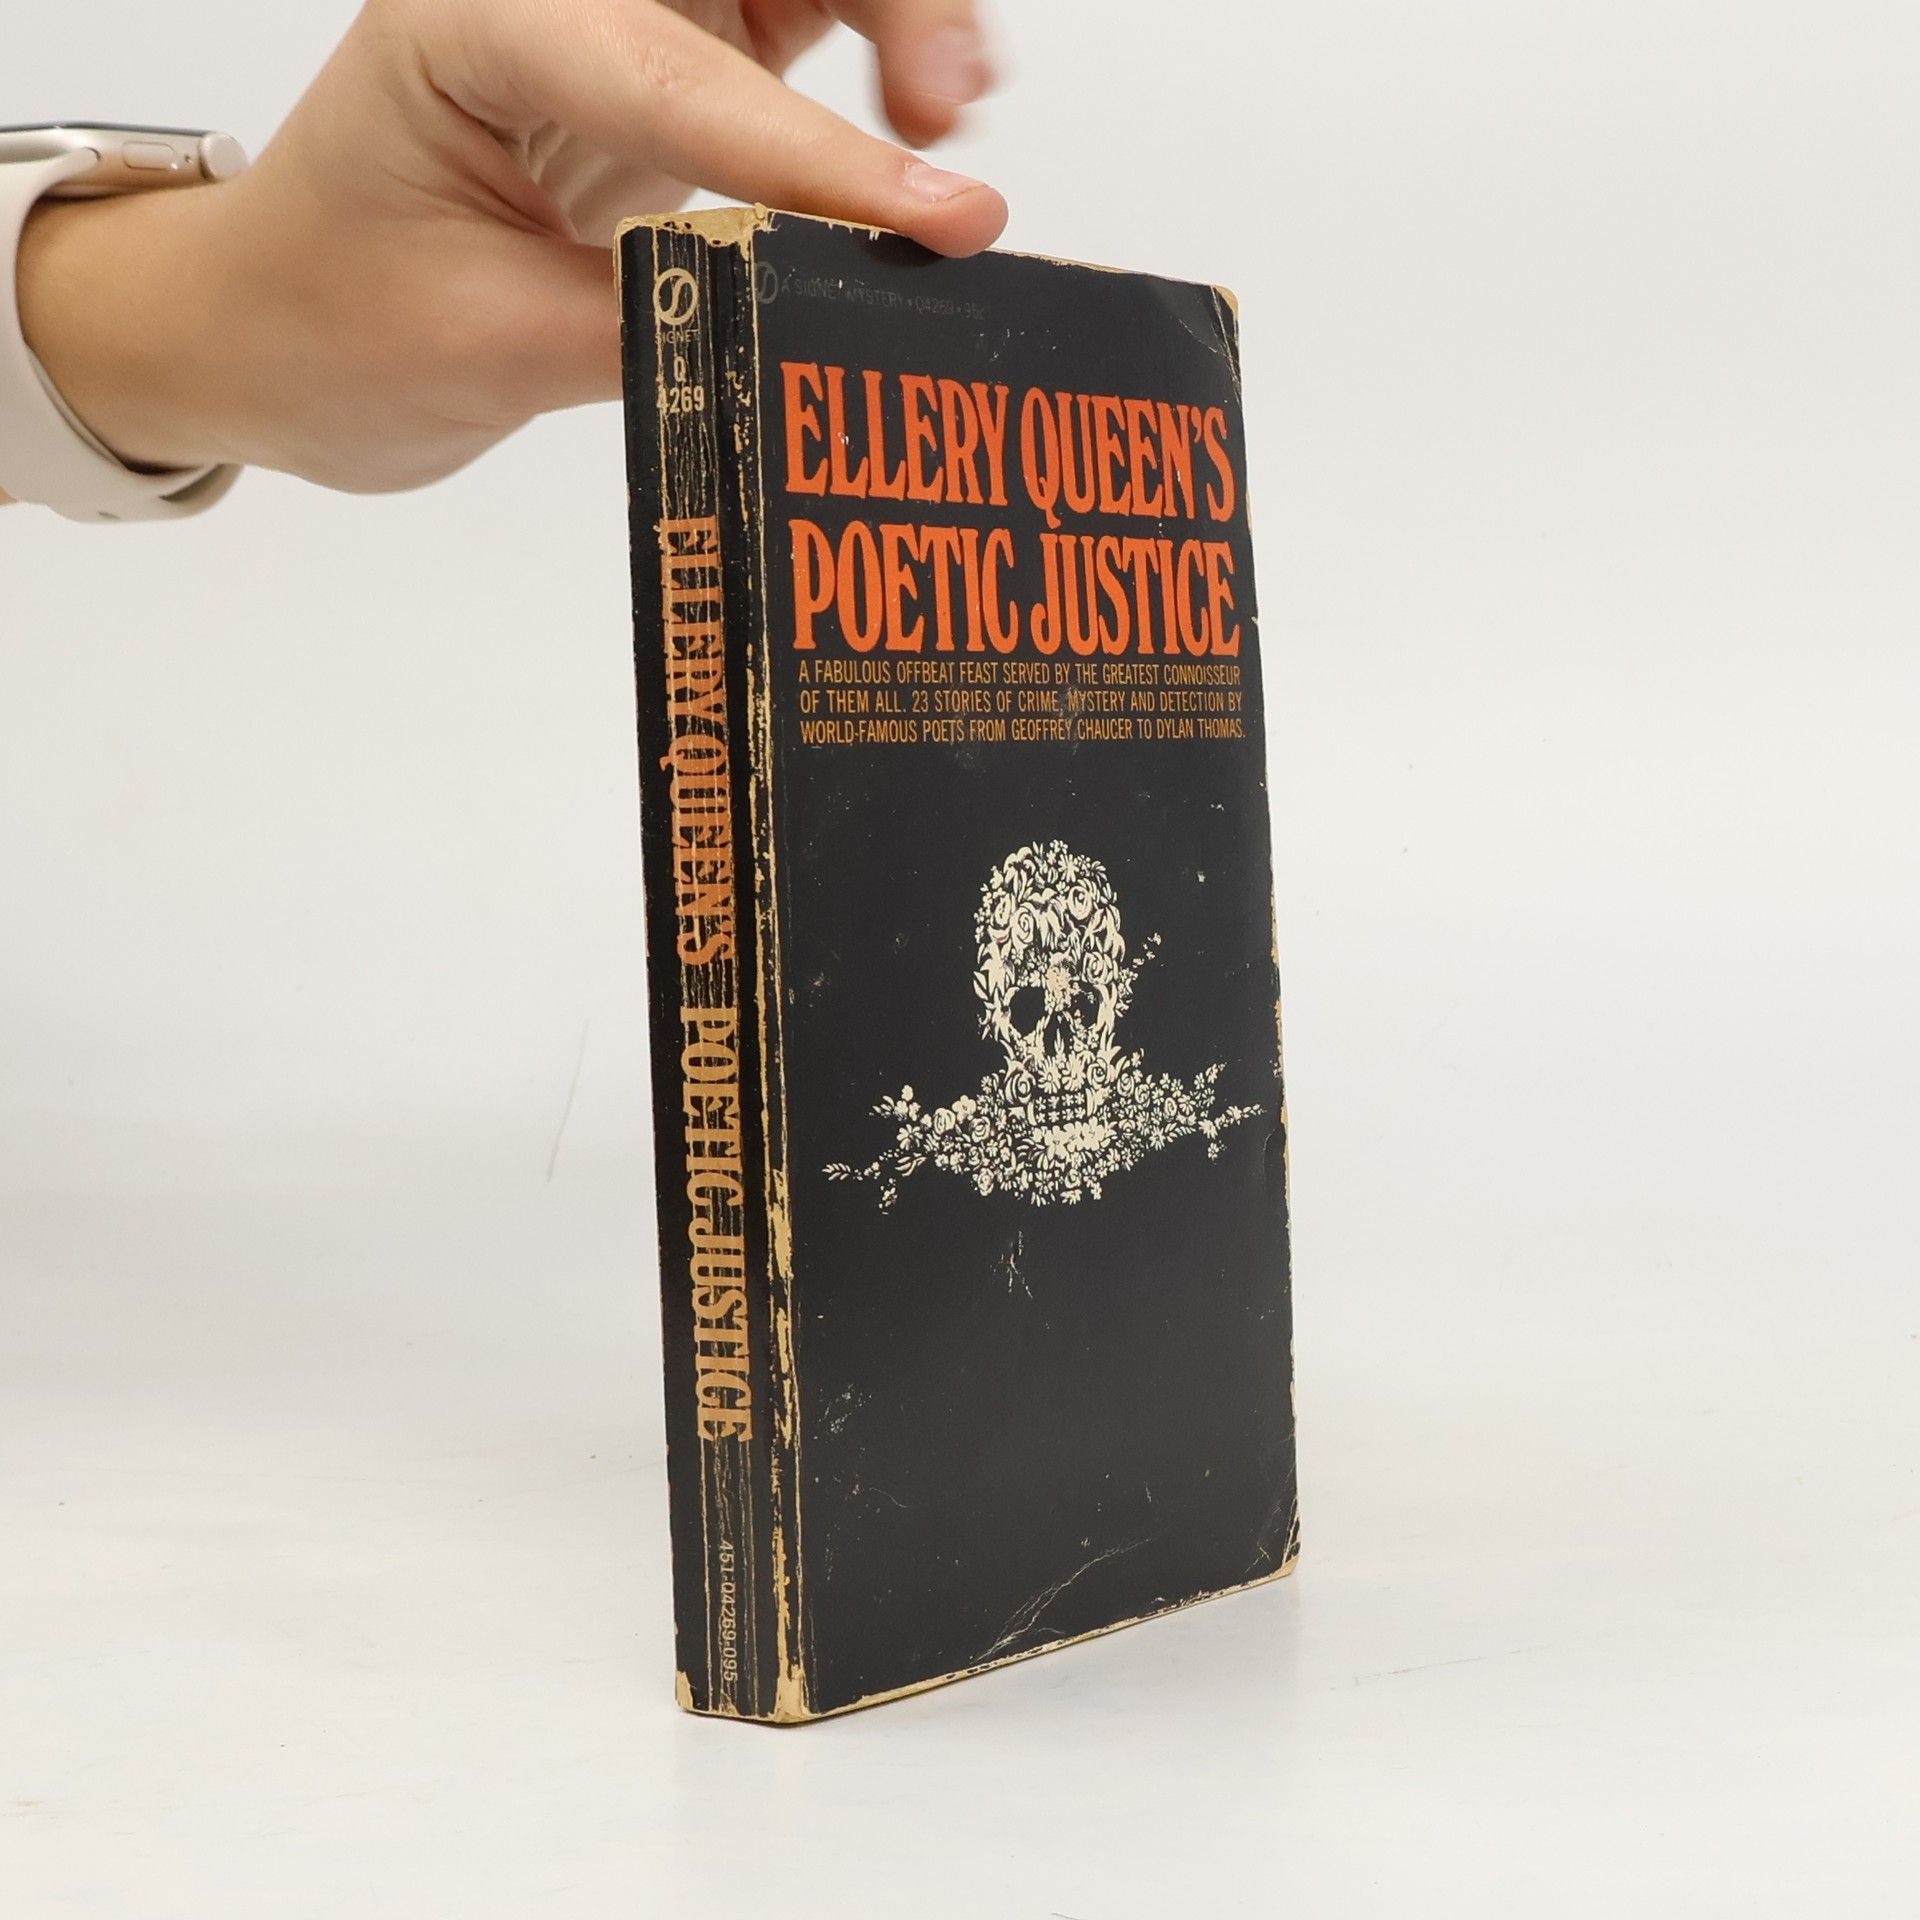 SIGNET
Q
4269
ELLERY QUEEN'S POETIC JUSTICE
451-Q4269-095
A SIGNET MYSTERY • Q4269 • 95c
ELLERY QUEEN'S
POETIC JUSTICE
A FABULOUS OFFBEAT FEAST SERVED BY THE GREATEST CONNOISSEUR
OF THEM ALL. 23 STORIES OF CRIME, MYSTERY AND DETECTION BY
WORLD-FAMOUS POETS FROM GEOFFREY CHAUCER TO DYLAN THOMAS.